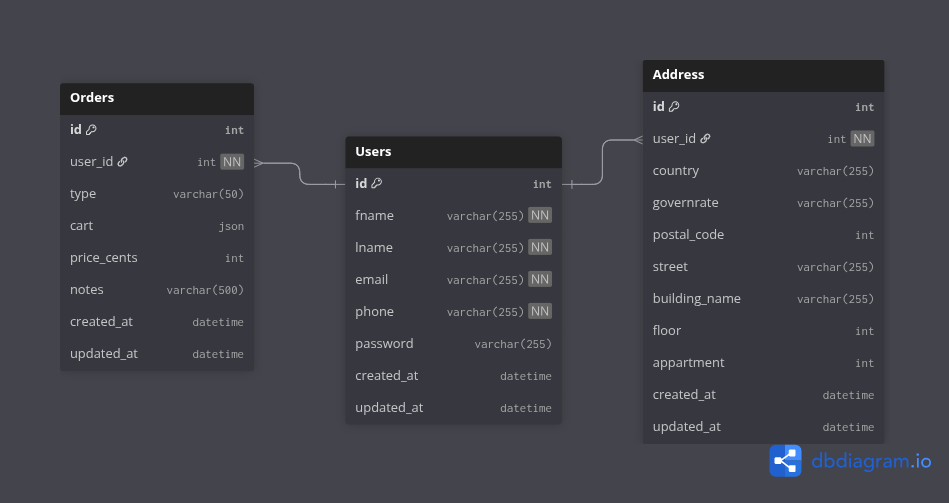 Orders
id int
user_id int NN
type varchar(50)
cart json
price_cents int
notes varchar(500)
created_at datetime
updated_at datetime
Users
id int
fname varchar(255) NN
lname varchar(255) NN
email varchar(255) NN
phone varchar(255) NN
password varchar(255)
created_at datetime
updated_at datetime
Address
id int
user_id int NN
country varchar(255)
governrate varchar(255)
postal_code int
street varchar(255)
building_name varchar(255)
floor int
appartment int
created_at datetime
updated_at datetime
dbdiagram.io